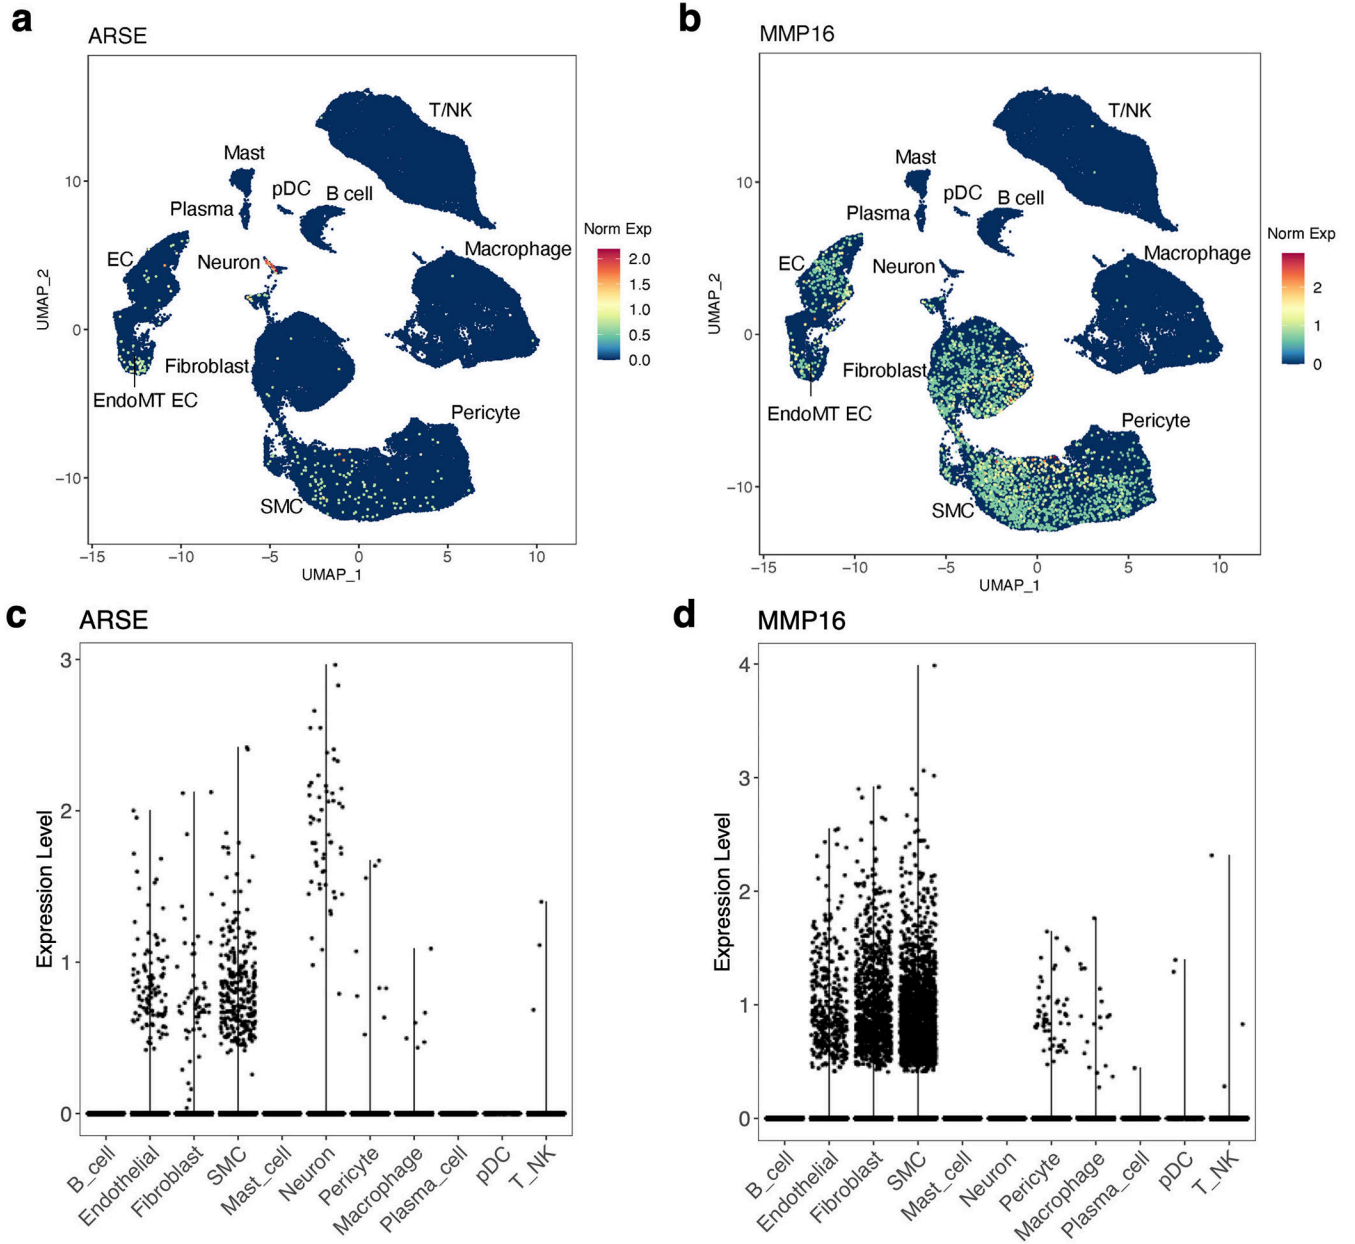 a
ARSE
T/NK
Mast
pDC
B cell
Plasma
EC
Neuron
Macrophage
Fibroblast
EndoMT EC
Pericyte
SMC
Norm Exp
2.0
1.5
1.0
0.5
0.0
10
0
−10
UMAP_2
−15 −10 −5 0 5 10
UMAP_1
b
MMP16
T/NK
Mast
pDC
B cell
Plasma
EC
Neuron
Macrophage
Fibroblast
EndoMT EC
Pericyte
SMC
Norm Exp
2
1
0
10
0
−10
UMAP_2
−15 −10 −5 0 5 10
UMAP_1
c
ARSE
3
2
1
0
Expression Level
B_cell
Endothelial
Fibroblast
SMC
Mast_cell
Neuron
Pericyte
Macrophage
Plasma_cell
pDC
T_NK
d
MMP16
4
3
2
1
0
Expression Level
B_cell
Endothelial
Fibroblast
SMC
Mast_cell
Neuron
Pericyte
Macrophage
Plasma_cell
pDC
T_NK